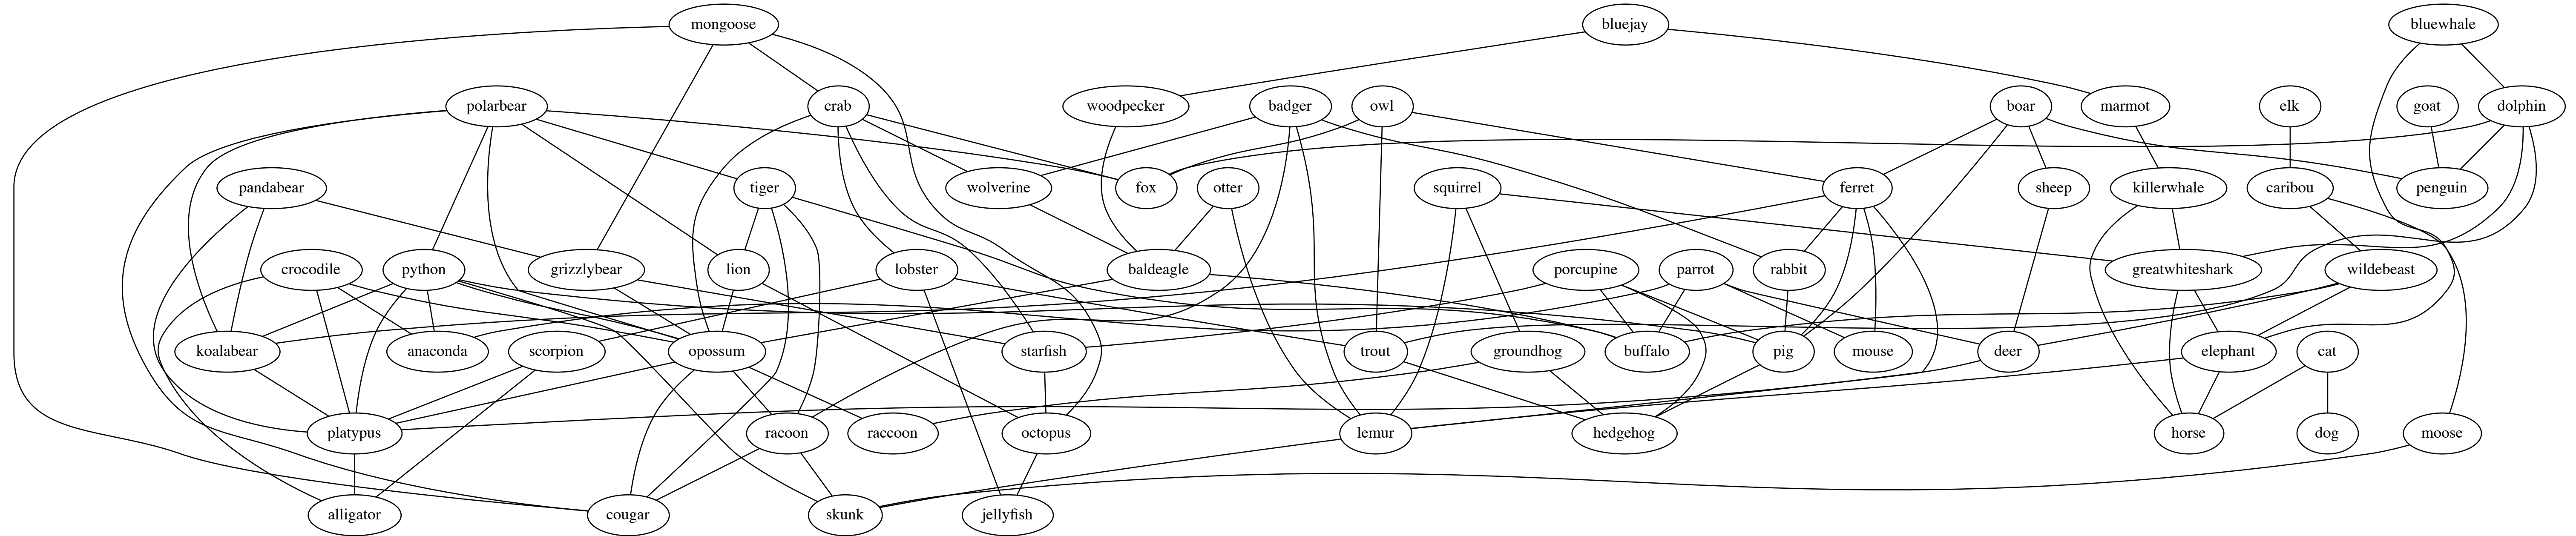 mongoose
bluejay
bluewhale
polarbear
crab
woodpecker
badger
owl
boar
marmot
elk
goat
dolphin
pandabear
tiger
wolverine
fox
otter
squirrel
ferret
sheep
killerwhale
caribou
penguin
crocodile
python
grizzlybear
lion
lobster
baldeagle
porcupine
parrot
rabbit
greatwhiteshark
wildebeast
koalabear
anaconda
scorpion
opossum
starfish
trout
groundhog
buffalo
pig
mouse
deer
elephant
cat
platypus
racoon
raccoon
octopus
lemur
hedgehog
horse
dog
moose
alligator
cougar
skunk
jellyfish